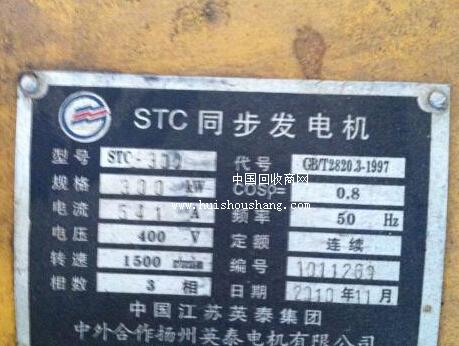 STC同步发电机
型号 STC-300 代号 GB/T2820.3-1997
规格 300 kW COSφ= 0.8
电流 541 A 频率 50 Hz
电压 400 V 定额 连续
转速 1500 r/min 编号 1011269
相数 3相 日期 2010年11月
中国江苏英泰集团
中外合作扬州英泰电机有限公司
中国回收商网
www.huishoushang.com